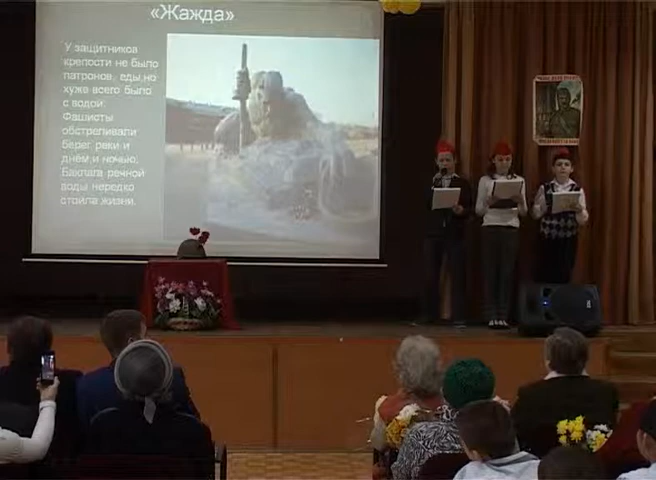 «Жажда»
У защитников
крепости не было
патронов, еды но
хуже всего было
с водой.
Фашисты
обстреливали
берег реки и
днём и ночью.
Баклага речной
воды нередко
стоила жизни.